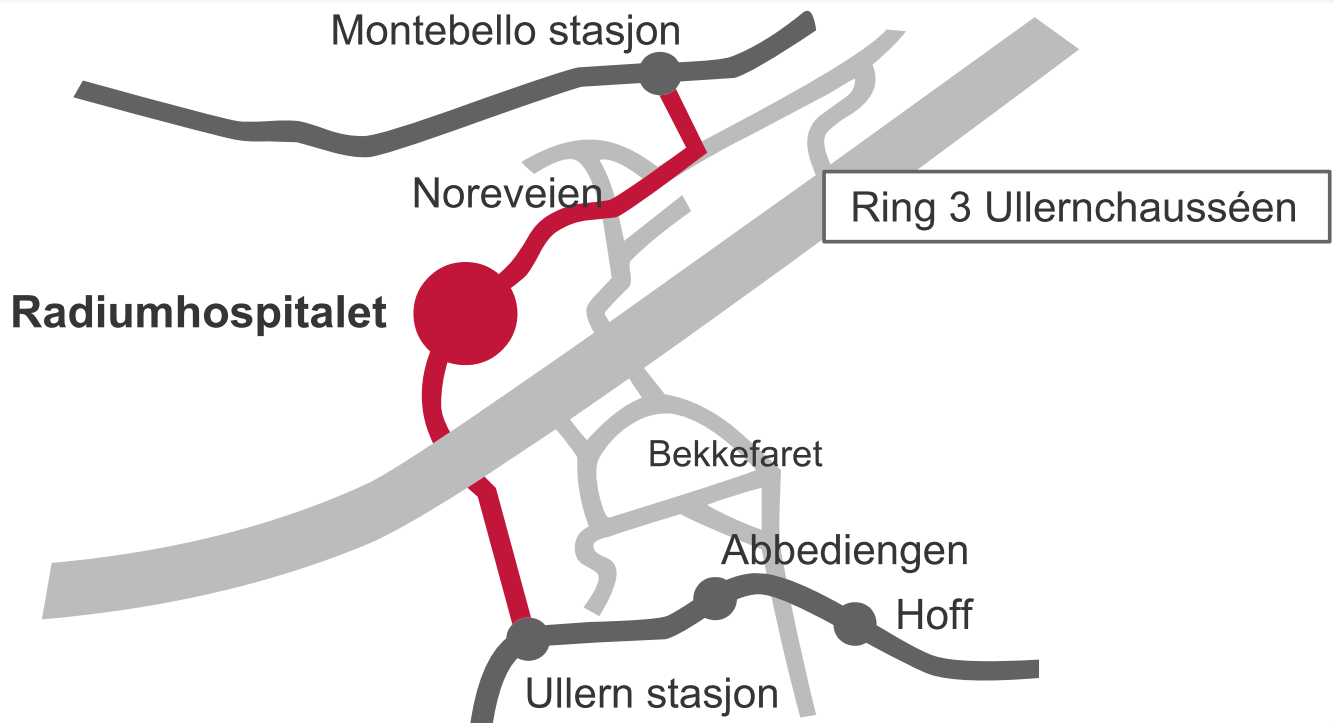 Montebello stasjon
Noreveien
Ring 3 Ullernchausséen
Radiumhospitalet
Bekkefaret
Abbediengen
Hoff
Ullern stasjon